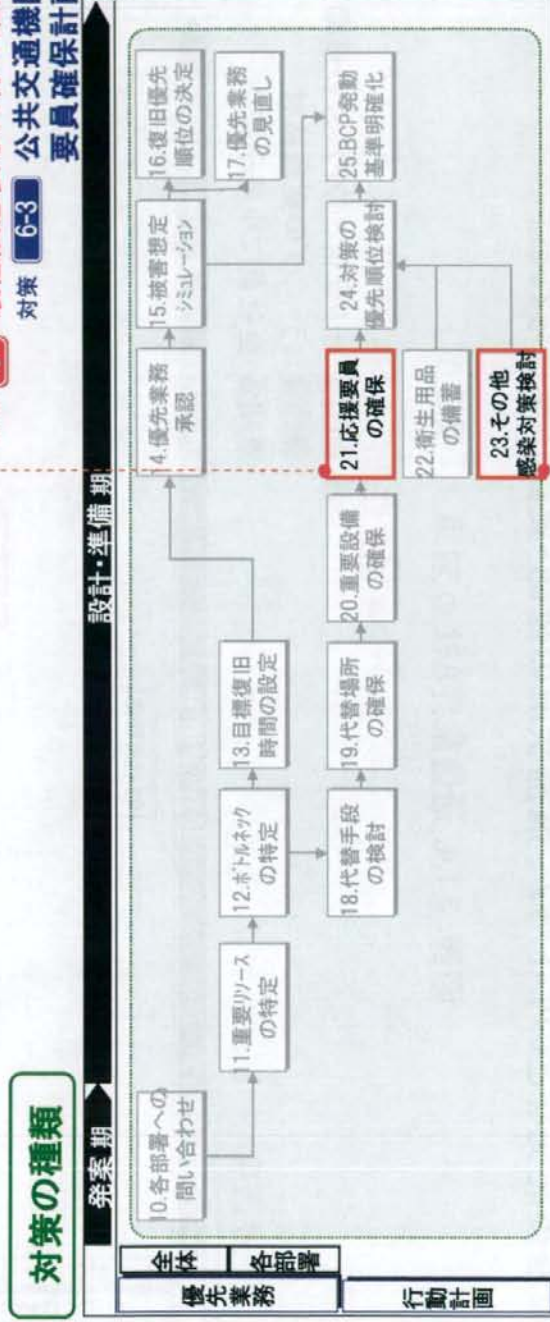 対策 6-3 公共交通機
要員確保計
対策の種類
発案期
設計・準備期
優先業務
全体
各部署
行動計画
10.各部署への
問い合わせ
11.重要リソース
の特定
12.ボトルネック
の特定
13.目標復旧
時間の設定
14.優先業務
承認
15.被害想定
シミュレーション
16.復旧優先
順位の決定
17.優先業務
の見直し
18.代替手段
の検討
19.代替場所
の確保
20.重要設備
の確保
21.応援要員
の確保
22.衛生用品
の備蓄
23.その他
感染対策検討
24.対策の
優先順位検討
25.BCP発動
基準明確化